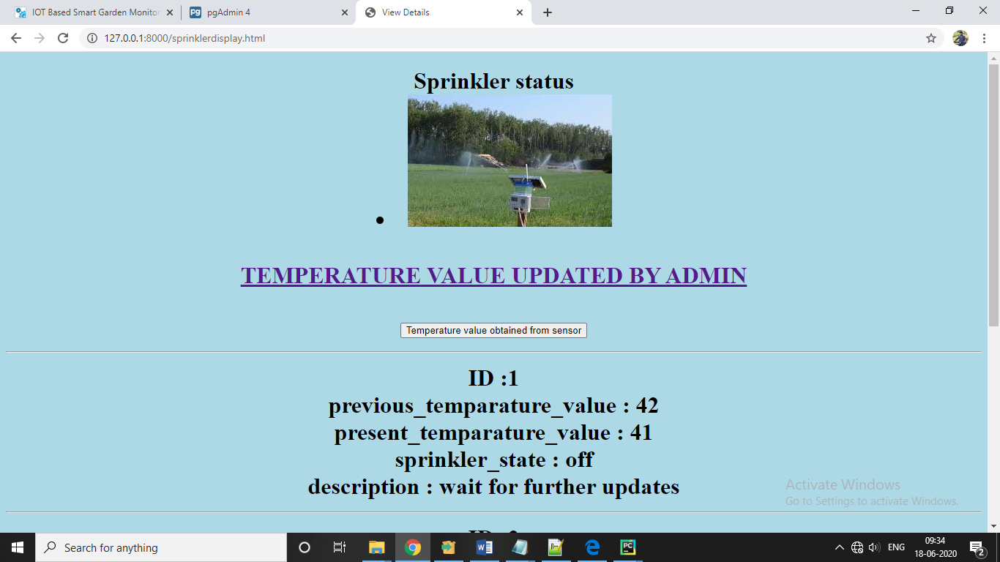 IOT Based Smart Garden Monitor
pgAdmin 4
View Details
127.0.0.1:8000/sprinklerdisplay.html
Sprinkler status
TEMPERATURE VALUE UPDATED BY ADMIN
Temperature value obtained from sensor
ID :1
previous_temparature_value : 42
present_temparature_value : 41
sprinkler_state : off
description : wait for further updates
Activate Windows
Go to Settings to activate Windows.
Search for anything
ENG
09:34
18-06-2020
2